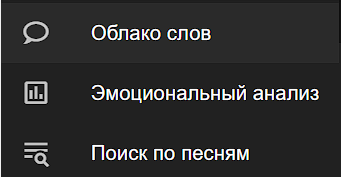 Облако слов
Эмоциональный анализ
Поиск по песням